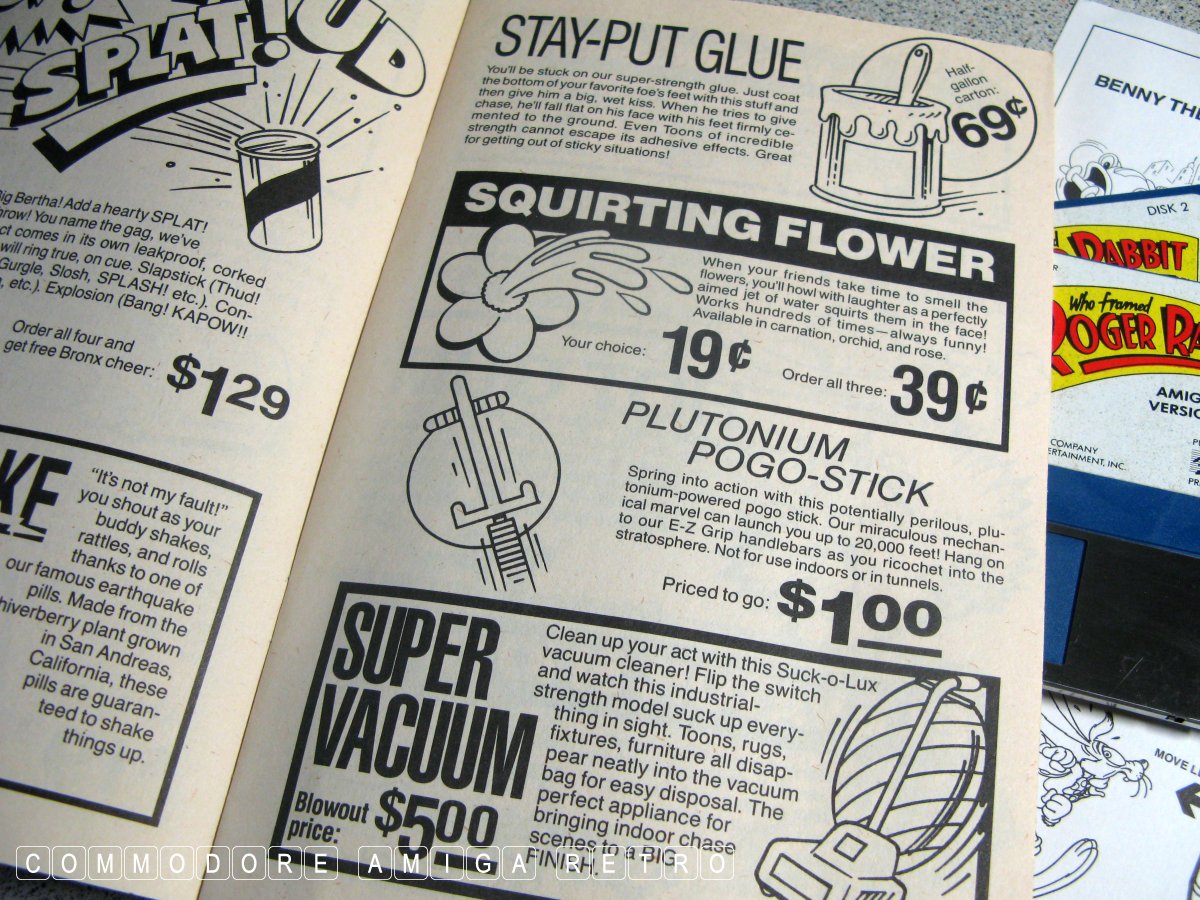 UD
SPLAT!
Big Bertha! Add a hearty SPLAT!
You name the gag, we've
comes in its own leakproof, corked
will ring true, on cue. Slapstick (Thud!
Gurgle, Slosh, SPLASH! etc.). Con-
etc.). Explosion (Bang! KAPOW!!
Order all four and
get free Bronx cheer:
$1.29
"It's not my fault!"
you shout as your
buddy shakes,
rattles, and rolls
thanks to one of
our famous earthquake
pills. Made from the
plant grown
in San Andreas,
California, these
pills are guaran-
teed to shake
things up.
STAY-PUT GLUE
You'll be stuck on our super-strength glue. Just coat
the bottom of your favorite foe's feet with this stuff and
then give him a big, wet kiss. When he tries to give
chase, he'll fall flat on his face with his feet firmly ce-
mented to the ground. Even Toons of incredible
strength cannot escape its adhesive effects. Great
for getting out of sticky situations!
Half-
gallon
carton:
69¢
SQUIRTING FLOWER
When your friends take time to smell the
flowers, you'll howl with laughter as a perfectly
aimed jet of water squirts them in the face!
Works hundreds of times—always funny!
Available in carnation, orchid, and rose.
Your choice: 19¢
Order all three: 39¢
PLUTONIUM
POGO-STICK
Spring into action with this potentially perilous, plu-
tonium-powered pogo stick. Our miraculous mechan-
ical marvel can launch you up to 20,000 feet! Hang on
to our E-Z Grip handlebars as you ricochet into the
stratosphere. Not for use indoors or in tunnels.
Priced to go: $1.00
SUPER
VACUUM
Blowout
price:
$5.00
Clean up your act with this Suck-o-Lux
vacuum cleaner! Flip the switch
and watch this industrial-
strength model suck up every-
thing in sight. Toons, rugs,
fixtures, furniture all disap-
pear neatly into the vacuum
bag for easy disposal. The
perfect appliance for
bringing indoor chase
scenes to a BIG
FINISH.
BENNY THE
DISK 2
RABBIT
Who framed
ROGER RA
AMIG
VERSIO
COMPANY
ERTAINMENT, INC.
MOVE L
COMMODORE AMIGA RETRO